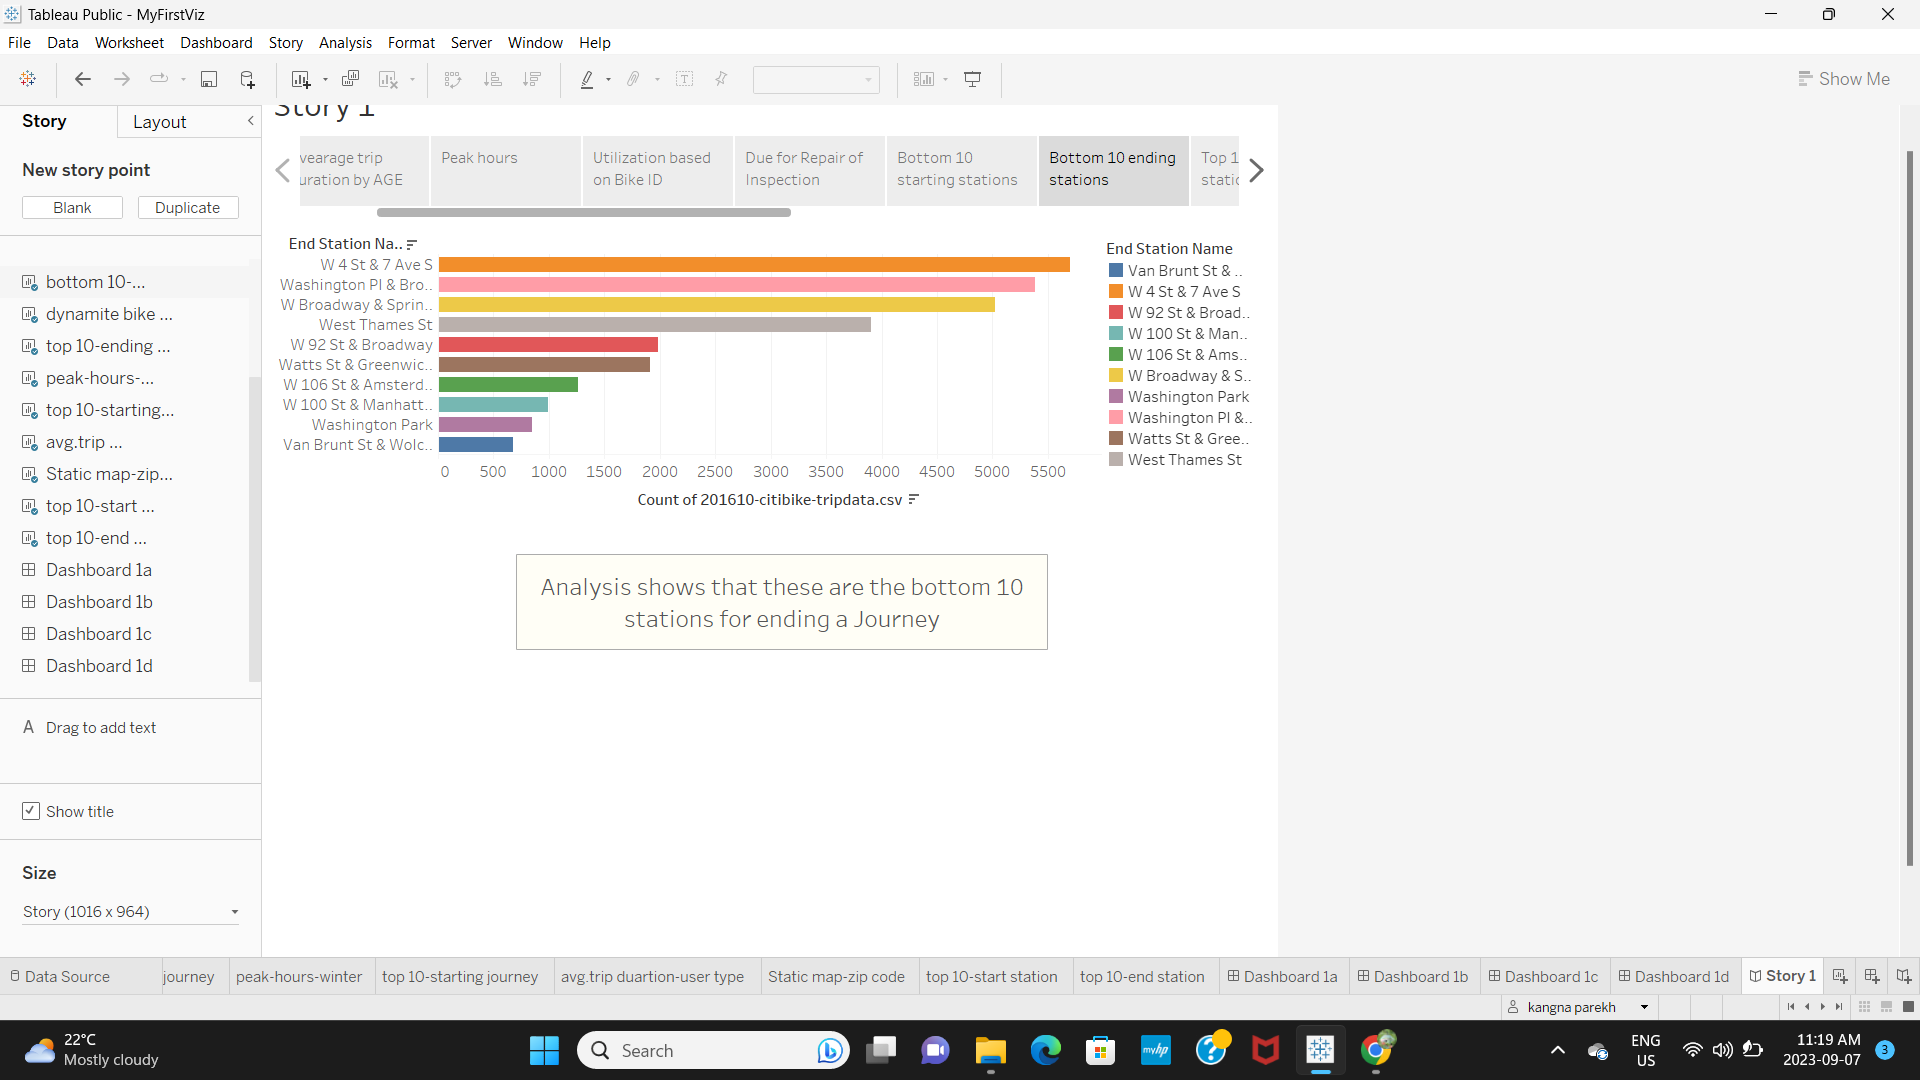 Tableau Public - MyFirstViz
File Data Worksheet Dashboard Story Analysis Format Server Window Help
Show Me
Story
Layout
New story point
Blank
Duplicate
bottom 10-...
dynamite bike ...
top 10-ending ...
peak-hours-...
top 10-starting...
avg.trip ...
Static map-zip...
top 10-start ...
top 10-end ...
Dashboard 1a
Dashboard 1b
Dashboard 1c
Dashboard 1d
A Drag to add text
Show title
Size
Story (1016 x 964)
Story 1
vearage trip
uration by AGE
Peak hours
Utilization based
on Bike ID
Due for Repair of
Inspection
Bottom 10
starting stations
Bottom 10 ending
stations
Top 1
static
End Station Na..
W 4 St & 7 Ave S
Washington Pl & Bro..
W Broadway & Sprin..
West Thames St
W 92 St & Broadway
Watts St & Greenwic..
W 106 St & Amsterd..
W 100 St & Manhatt..
Washington Park
Van Brunt St & Wolc..
0 500 1000 1500 2000 2500 3000 3500 4000 4500 5000 5500
Count of 201610-citibike-tripdata.csv
End Station Name
Van Brunt St & ..
W 4 St & 7 Ave S
W 92 St & Broad..
W 100 St & Man..
W 106 St & Ams..
W Broadway & S..
Washington Park
Washington Pl &..
Watts St & Gree..
West Thames St
Analysis shows that these are the bottom 10
stations for ending a Journey
Data Source journey peak-hours-winter top 10-starting journey avg.trip duartion-user type Static map-zip code top 10-start station top 10-end station Dashboard 1a Dashboard 1b Dashboard 1c Dashboard 1d Story 1
kangna parekh
22°C
Mostly cloudy
Search
myhp
ENG
US
11:19 AM
2023-09-07
3